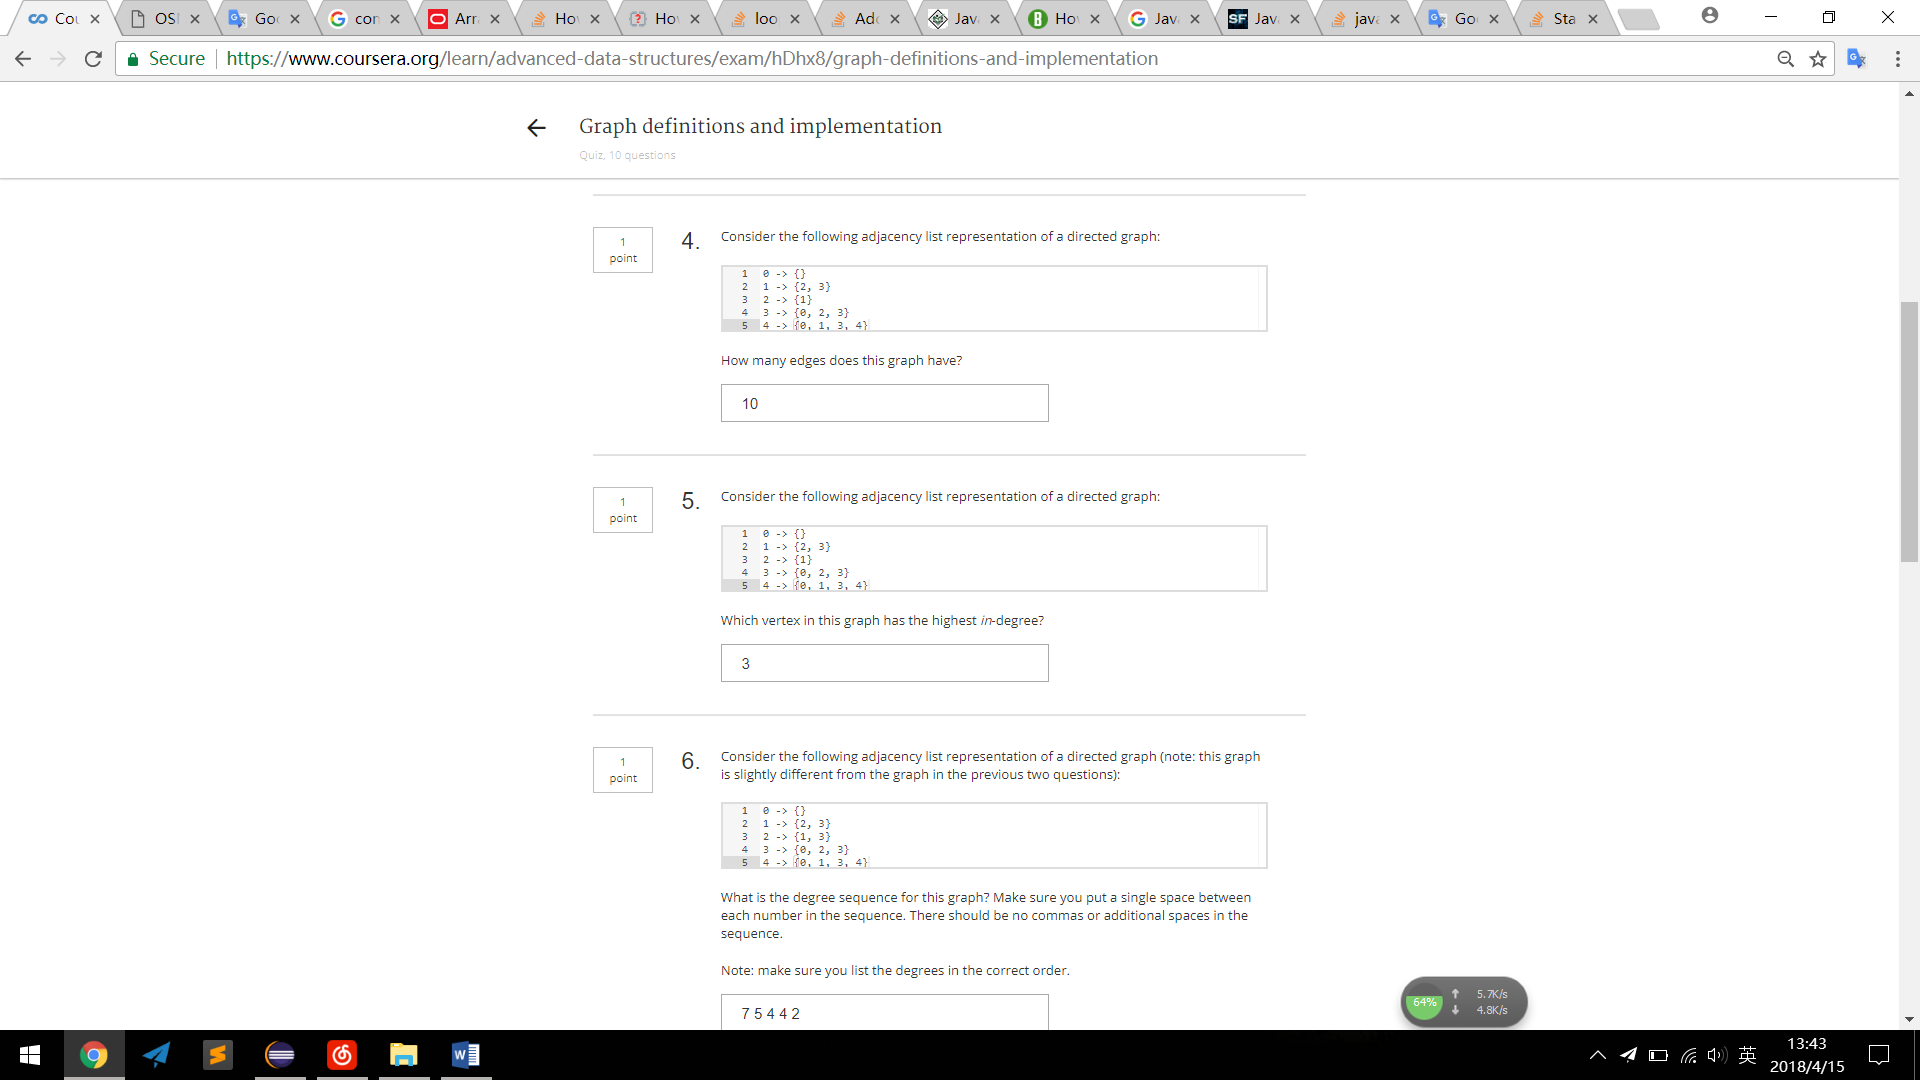 Cou
OSI
Goo
con
Arr
Ho
Ho
loo
Add
Java
Ho
Java
SF Java
java
Goo
Sta
Secure https://www.coursera.org/learn/advanced-data-structures/exam/hDhx8/graph-definitions-and-implementation
Graph definitions and implementation
Quiz, 10 questions
1
point
4. Consider the following adjacency list representation of a directed graph:
1 0 -> {}
2 1 -> {2, 3}
3 2 -> {1}
4 3 -> {0, 2, 3}
5 4 -> {0, 1, 3, 4}
How many edges does this graph have?
10
1
point
5. Consider the following adjacency list representation of a directed graph:
1 0 -> {}
2 1 -> {2, 3}
3 2 -> {1}
4 3 -> {0, 2, 3}
5 4 -> {0, 1, 3, 4}
Which vertex in this graph has the highest in-degree?
3
1
point
6. Consider the following adjacency list representation of a directed graph (note: this graph
is slightly different from the graph in the previous two questions):
1 0 -> {}
2 1 -> {2, 3}
3 2 -> {1, 3}
4 3 -> {0, 2, 3}
5 4 -> {0, 1, 3, 4}
What is the degree sequence for this graph? Make sure you put a single space between
each number in the sequence. There should be no commas or additional spaces in the
sequence.
Note: make sure you list the degrees in the correct order.
7 5 4 4 2
64%
5.7K/s
4.8K/s
英
13:43
2018/4/15